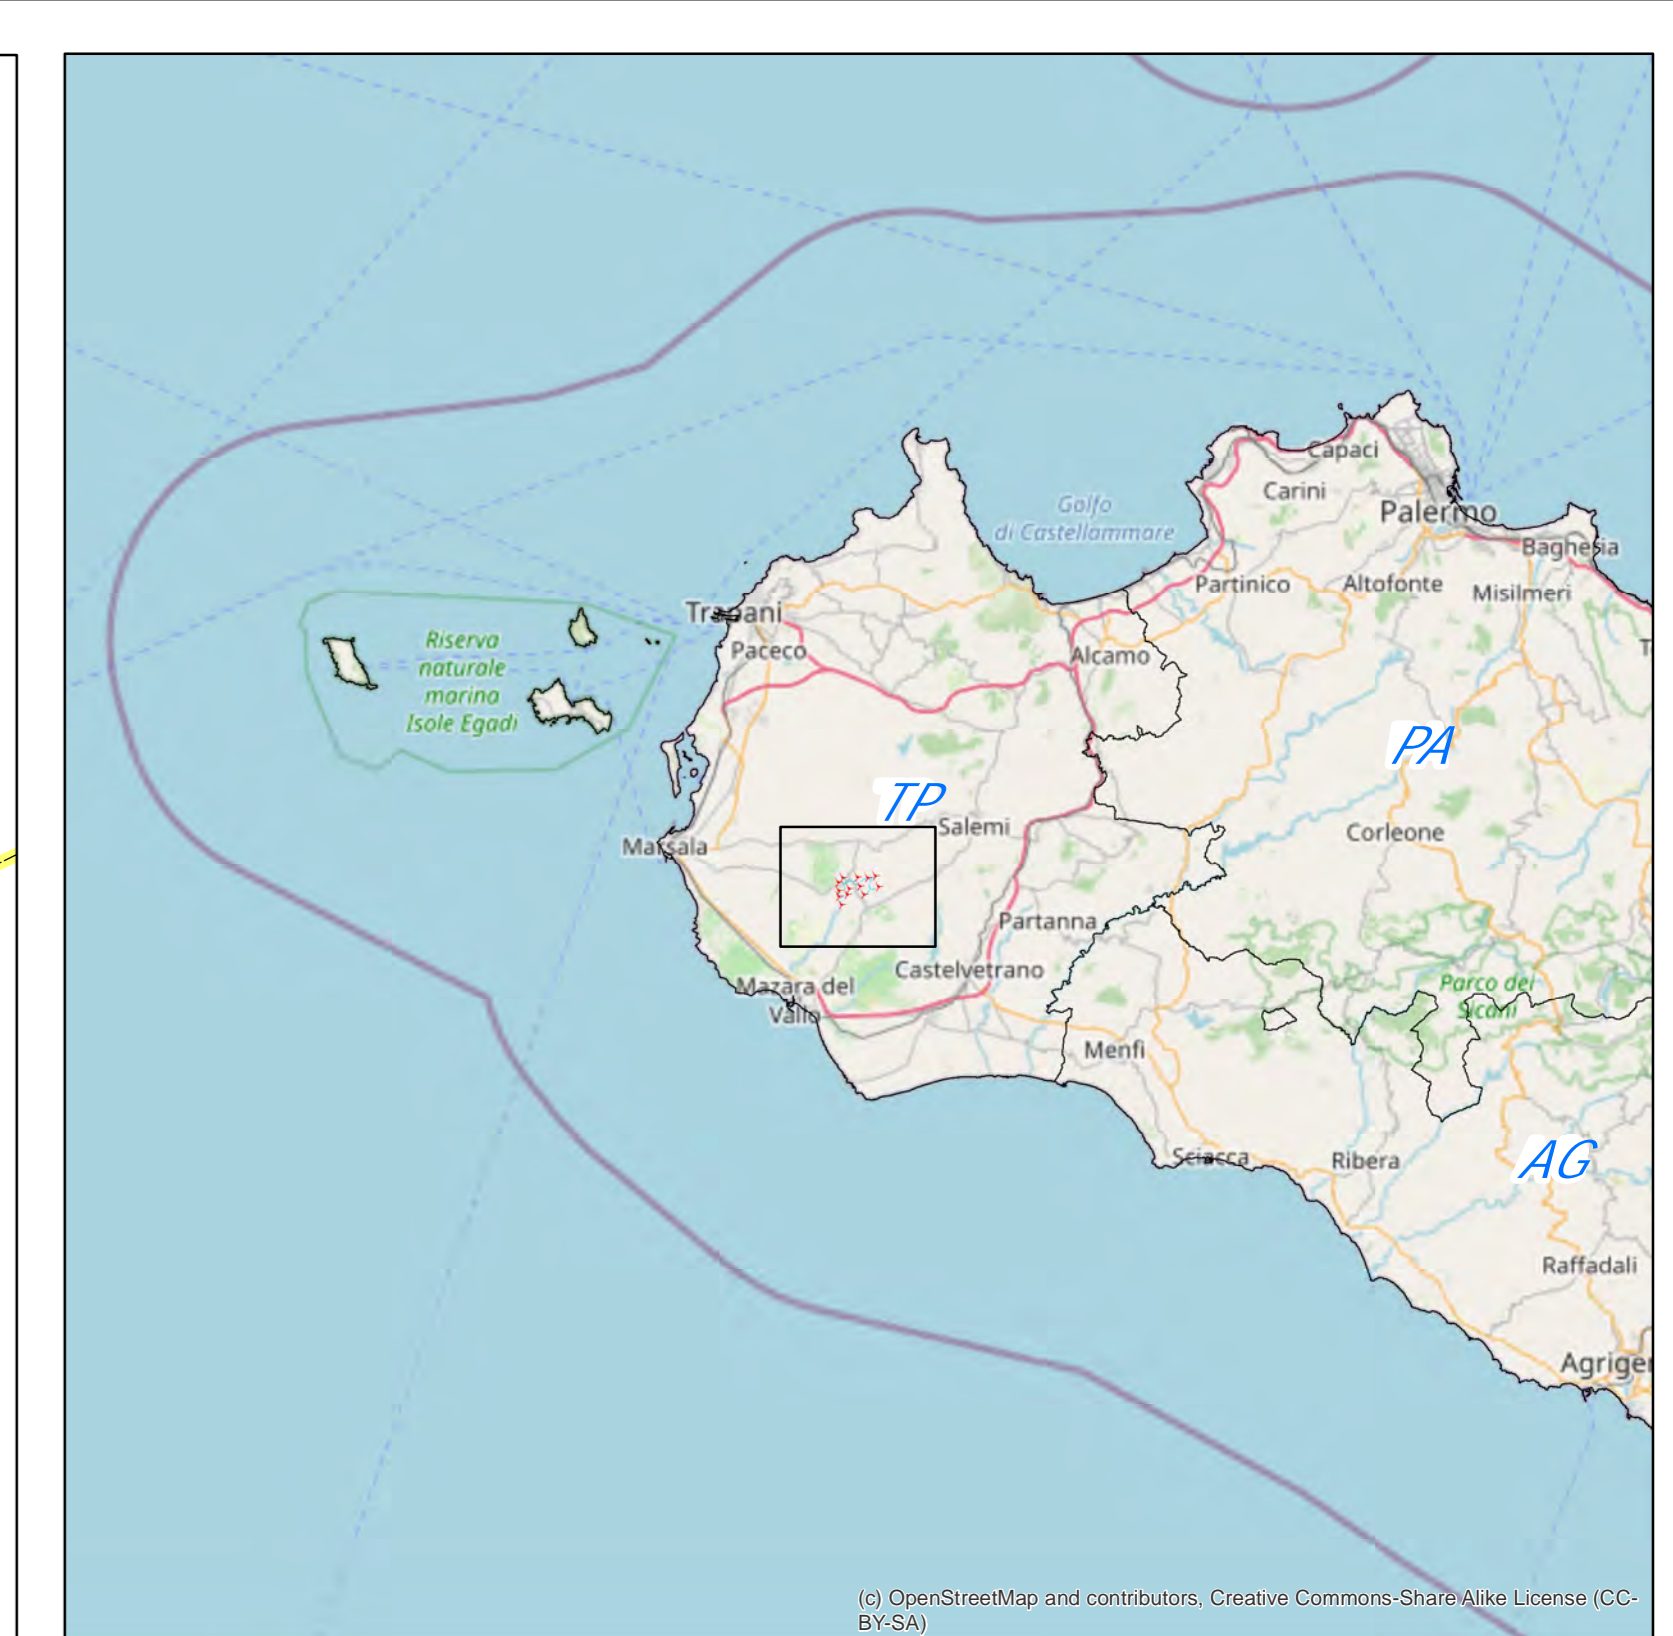 Capaci
Carini
Golfo
di Castellammare
Palermo
Bagheria
Partinico
Altofonte
Misilmeri
Trapani
Riserva
naturale
marina
Isole Egadi
Paceco
Alcamo
PA
TP
Salemi
Corleone
Marsala
Partanna
Castelvetrano
Mazara del
Vallo
Parco dei
Sicani
Menfi
Sciacca
Ribera
AG
Raffadali
Agriger
(c) OpenStreetMap and contributors, Creative Commons-Share Alike License (CC-
BY-SA)